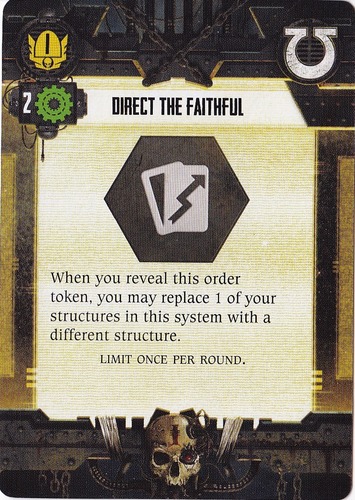 2
DIRECT THE FAITHFUL
When you reveal this order
token, you may replace 1 of your
structures in this system with a
different structure.
LIMIT ONCE PER ROUND.